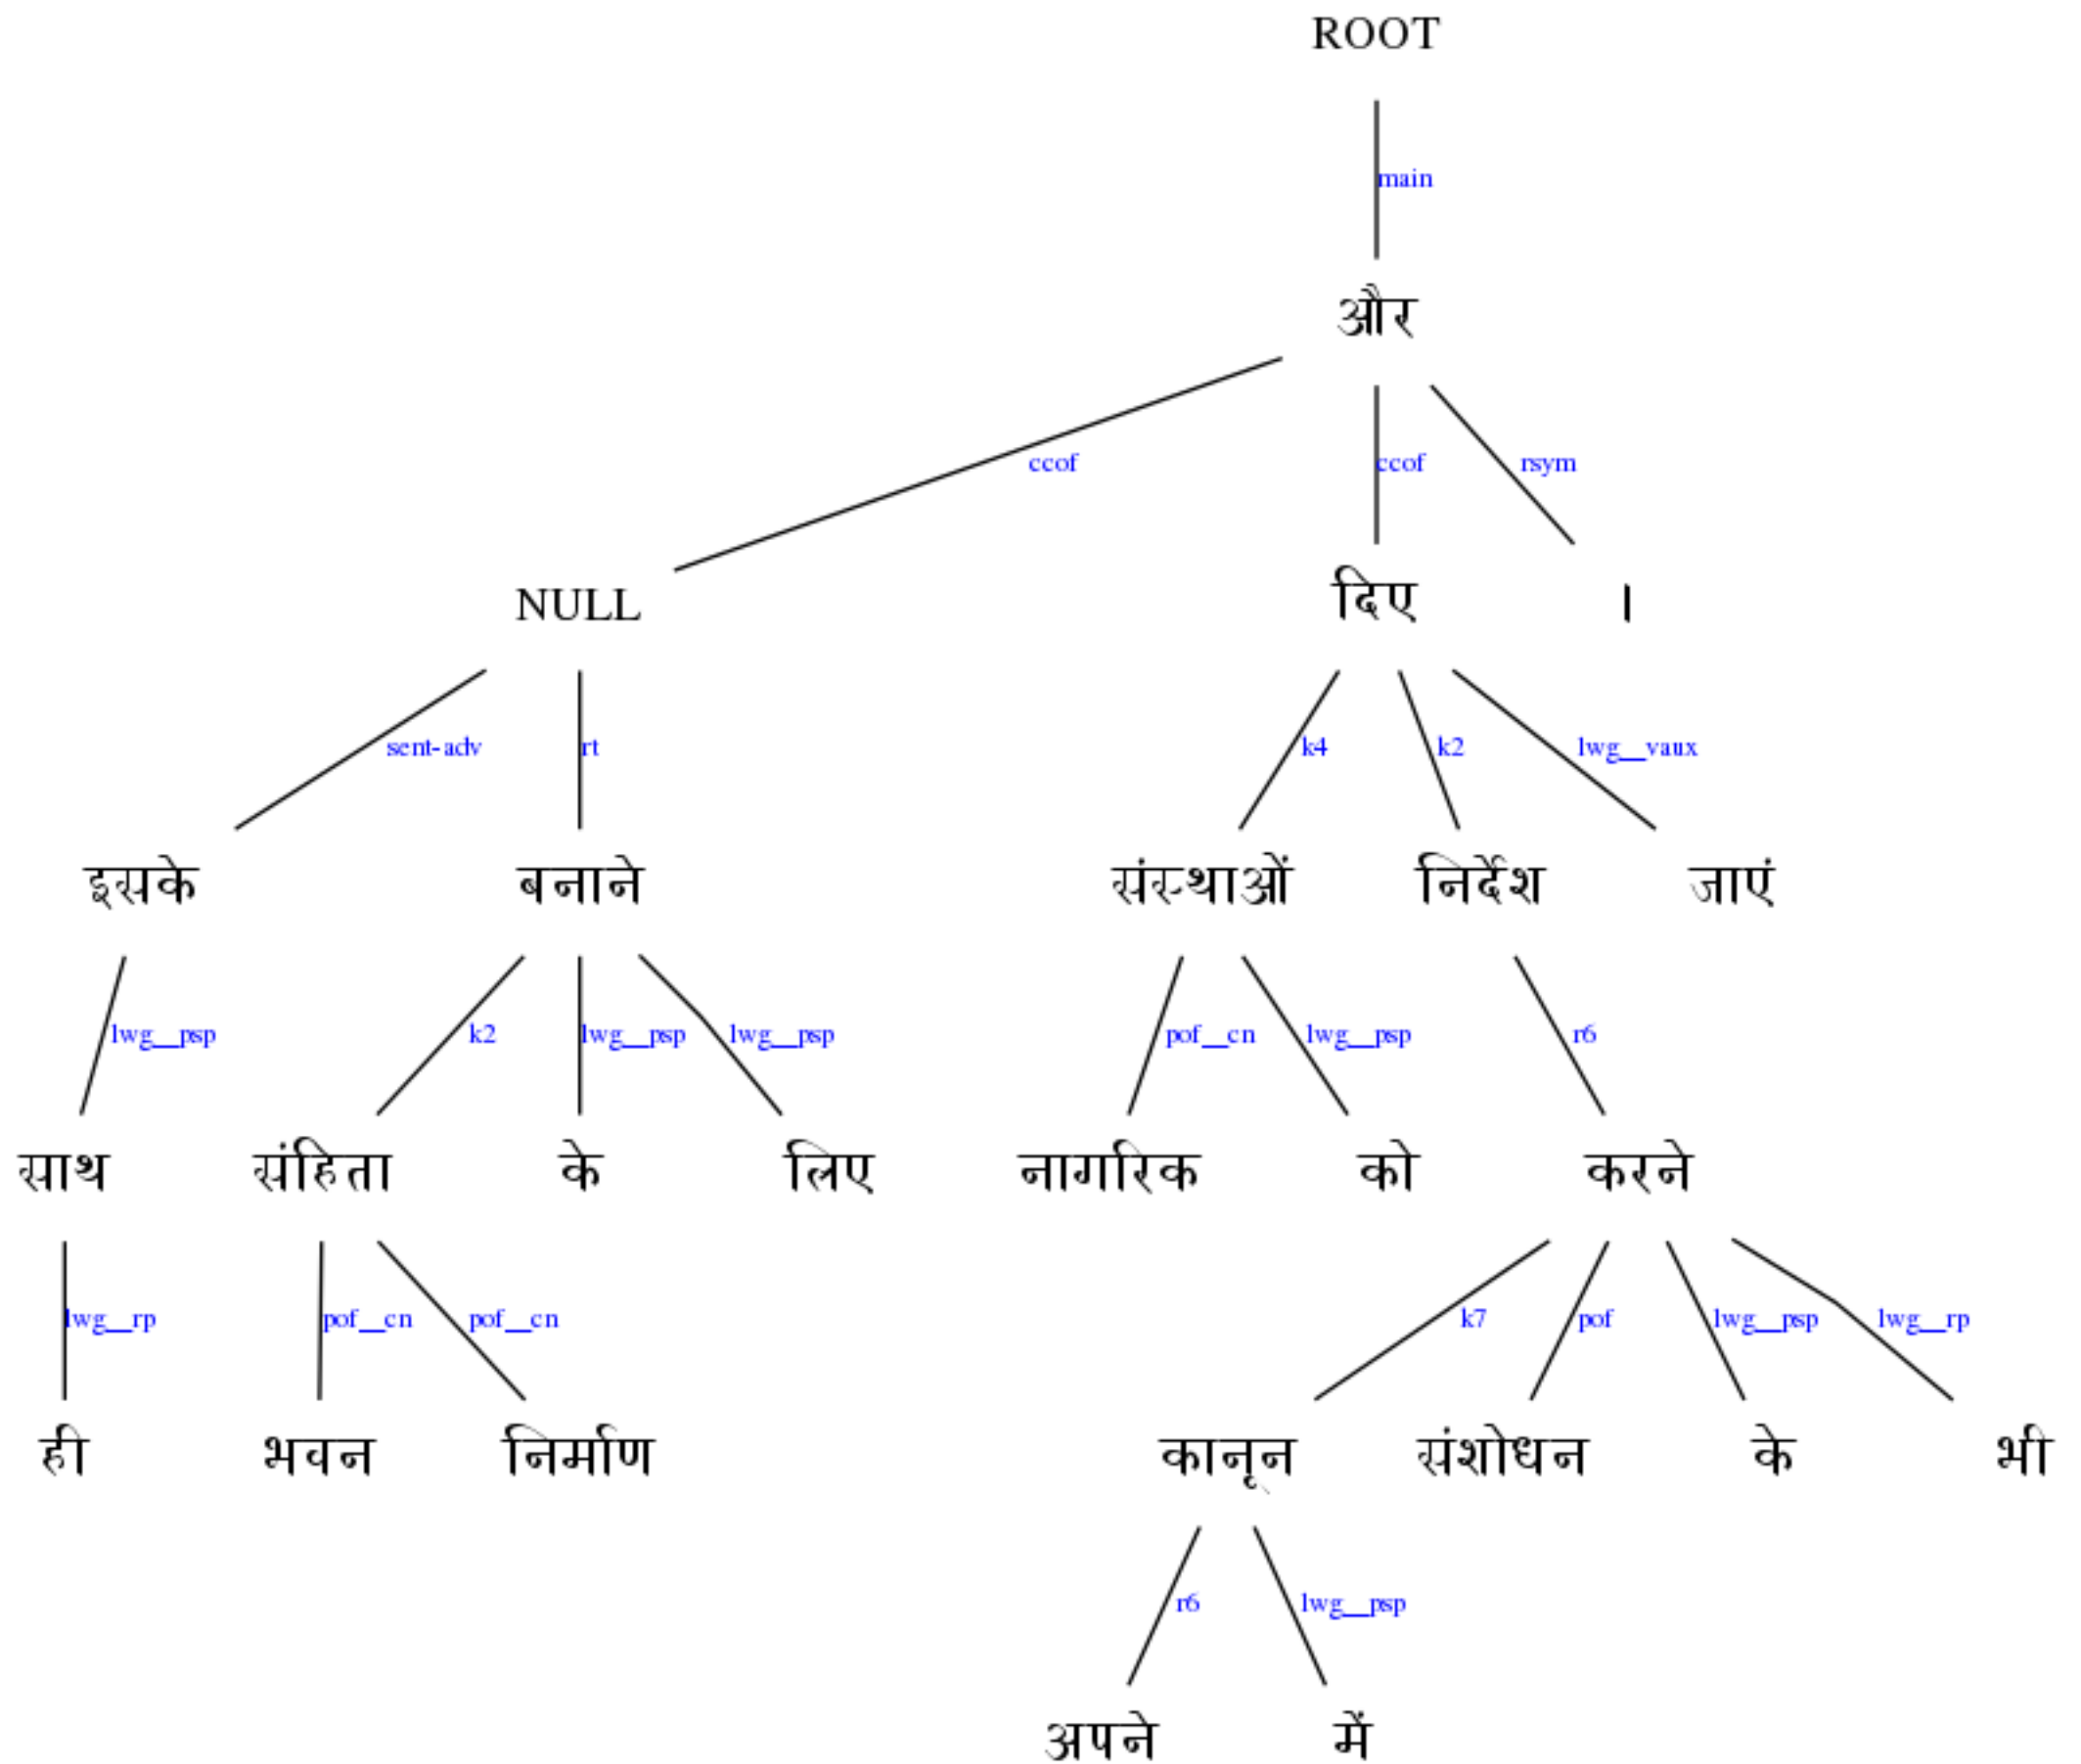 ROOT
main
और
ccof ccof rsym
NULL दिए ।
sent-adv rt k4 k2 lwg__vaux
इसके बनाने संस्थाओं निर्देश जाएं
lwg__psp k2 lwg__psp lwg__psp pof__cn lwg__psp r6
साथ संहिता के लिए नागरिक को करने
lwg__rp pof__cn pof__cn k7 pof lwg__psp lwg__rp
ही भवन निर्माण कानून संशोधन के भी
r6 lwg__psp
अपने में